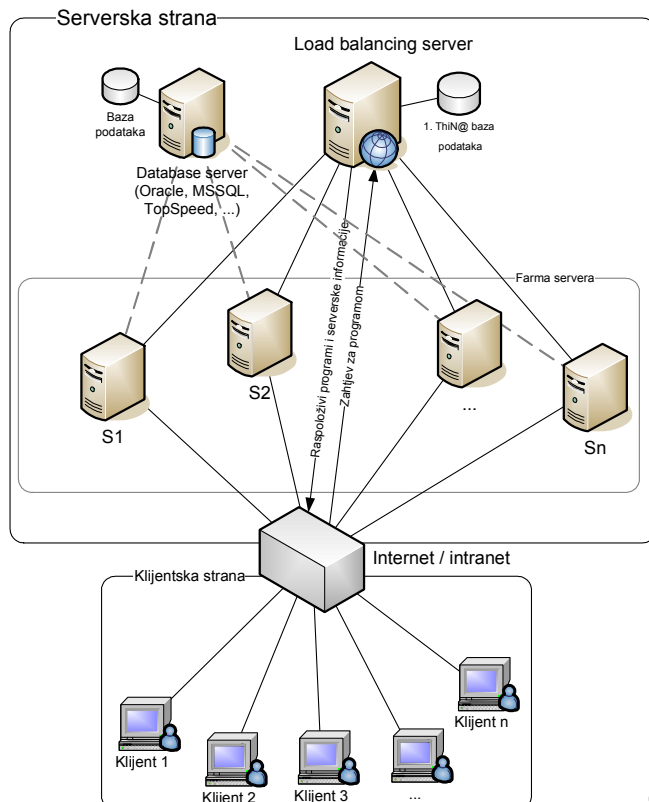 Serverska strana
Load balancing server
Baza
podataka
1. ThiN@ baza
podataka
Database server
(Oracle, MSSQL,
TopSpeed, ...)
Raspoloživi programi i serverske informacije
Zahtjev za programom
Farma servera
S1
S2
...
Sn
Internet / intranet
Klijentska strana
Klijent 1
Klijent 2
Klijent 3
...
Klijent n